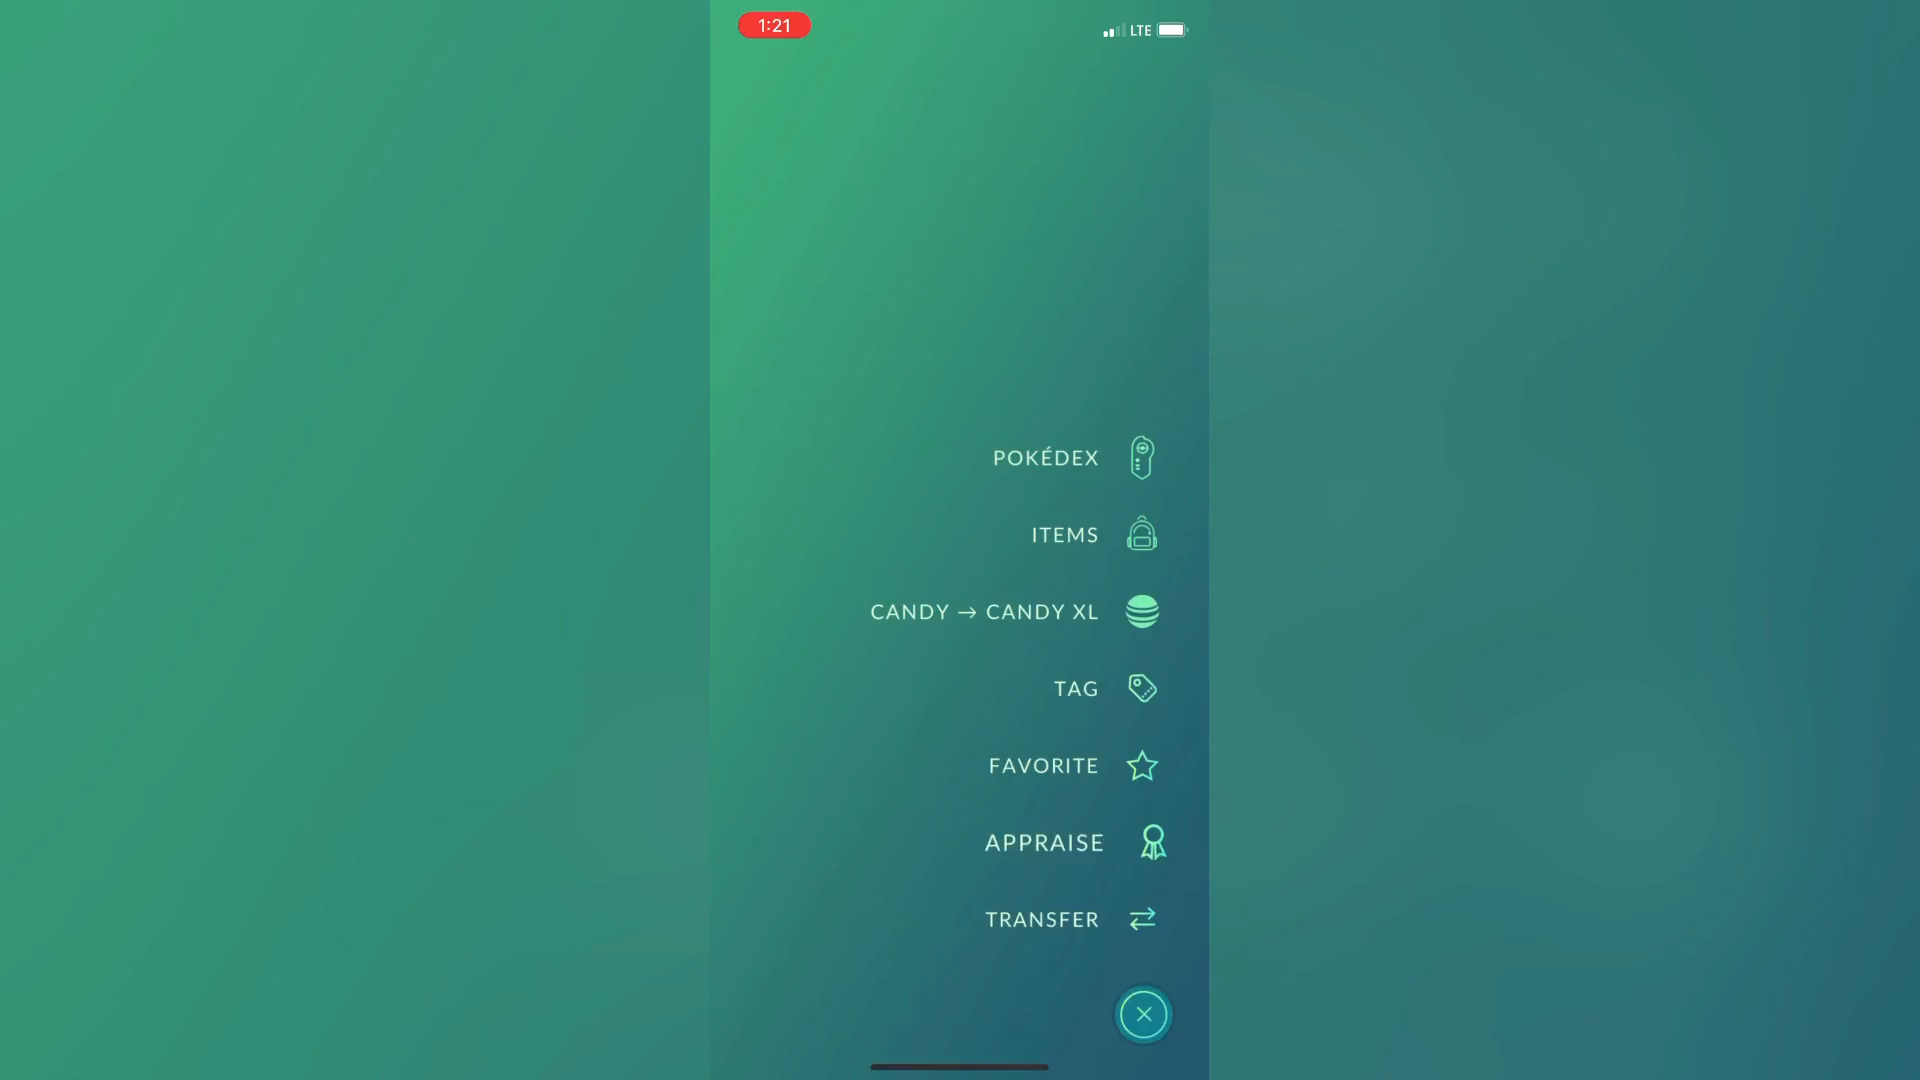 1:21
LTE
POKÉDEX
ITEMS
CANDY → CANDY XL
TAG
FAVORITE
APPRAISE
TRANSFER